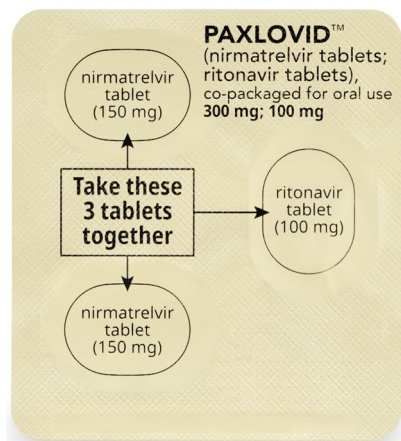 PAXLOVID™
(nirmatrelvir tablets;
ritonavir tablets),
co-packaged for oral use
300 mg; 100 mg
nirmatrelvir
tablet
(150 mg)
Take these
3 tablets
together
ritonavir
tablet
(100 mg)
nirmatrelvir
tablet
(150 mg)